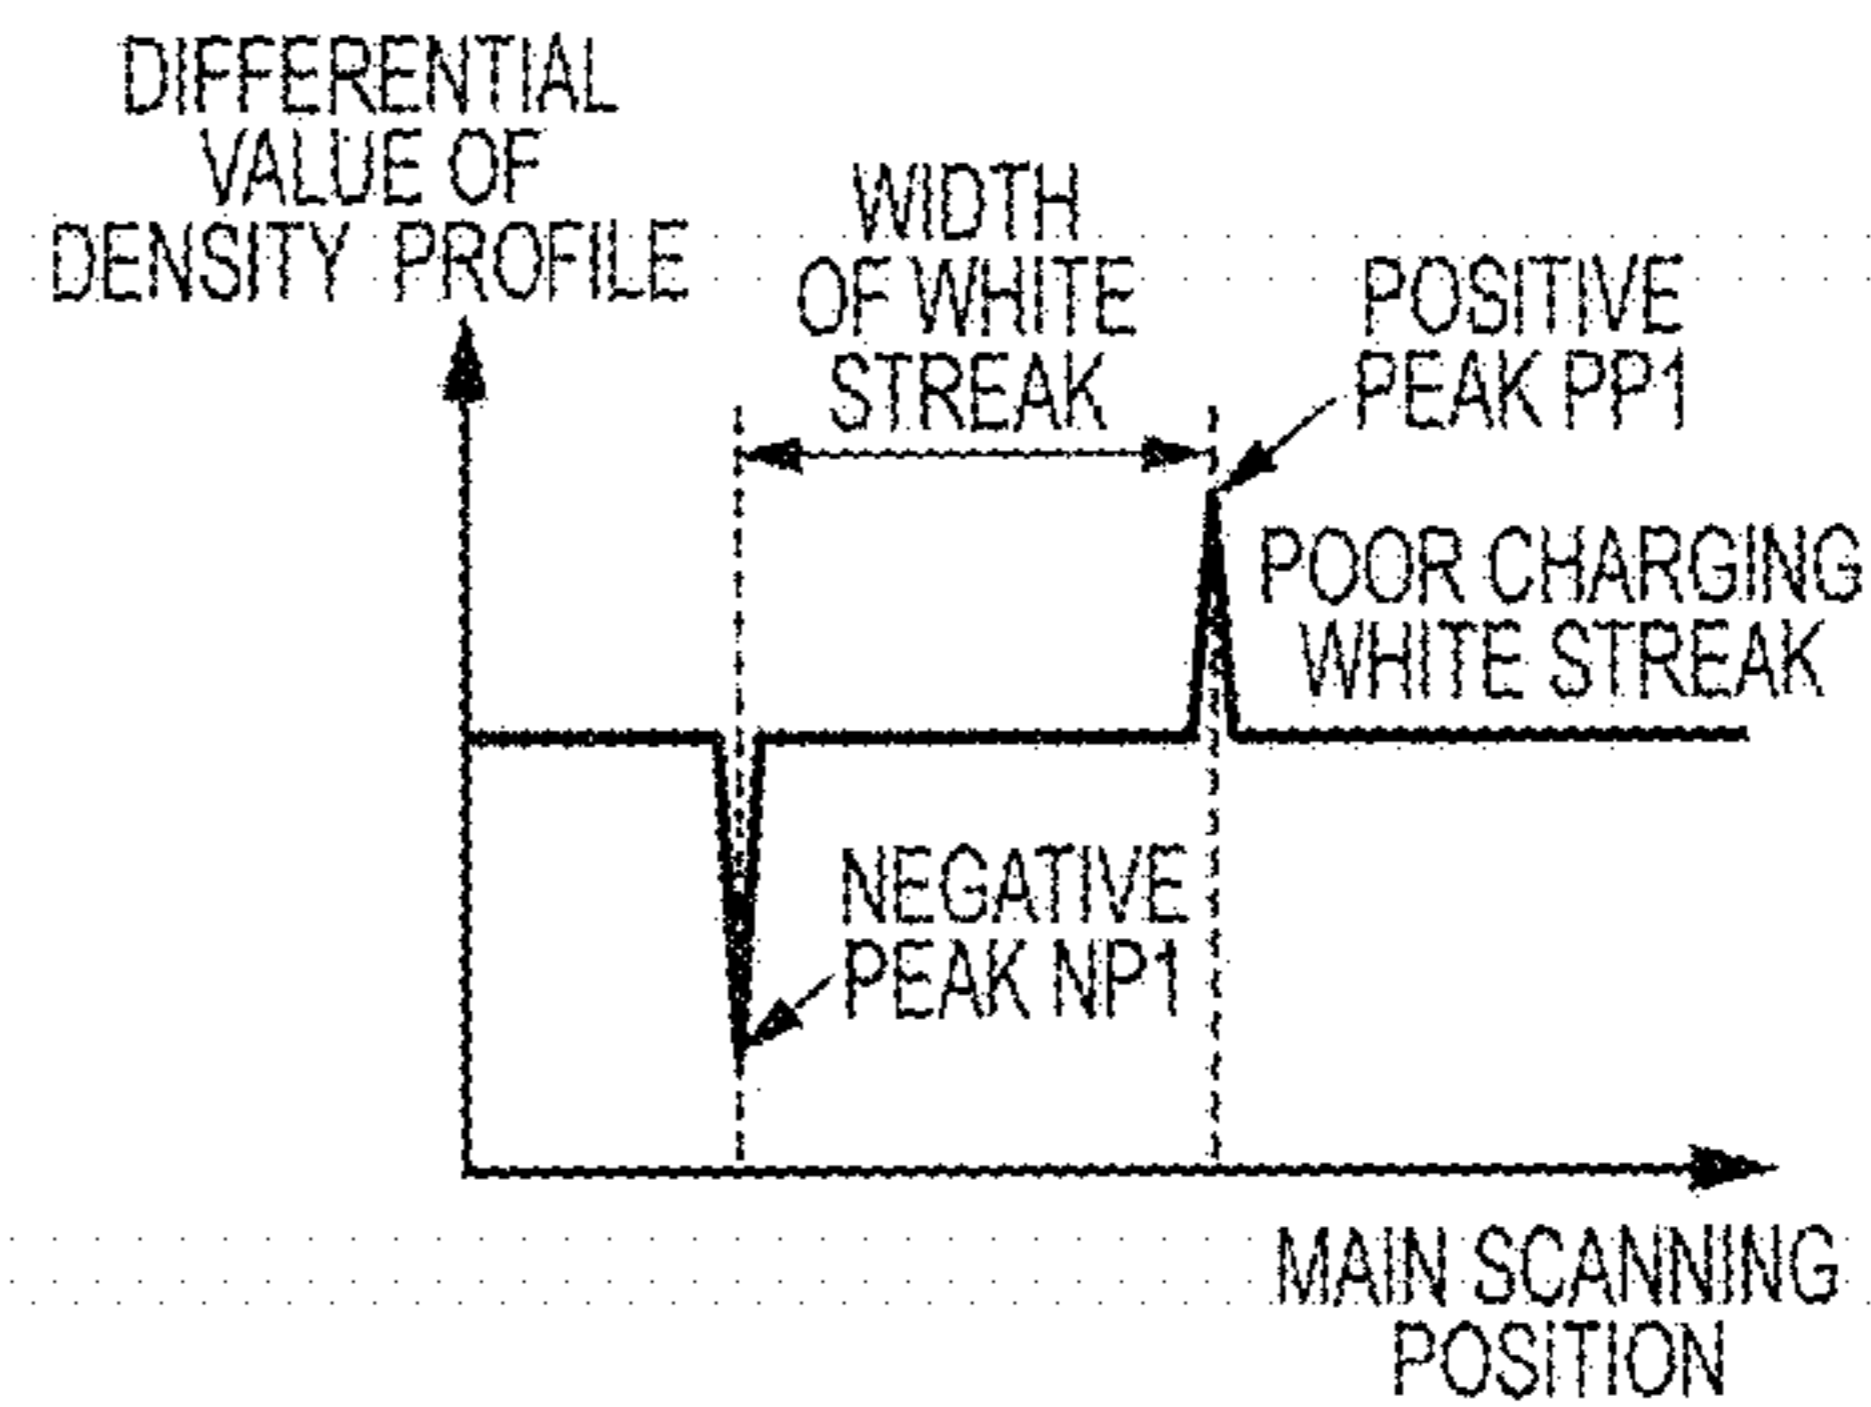 DIFFERENTIAL
VALUE OF
DENSITY PROFILE
WIDTH
OF WHITE
STREAK
POSITIVE
PEAK PP1
POOR CHARGING
WHITE STREAK
NEGATIVE
PEAK NP1
MAIN SCANNING
POSITION